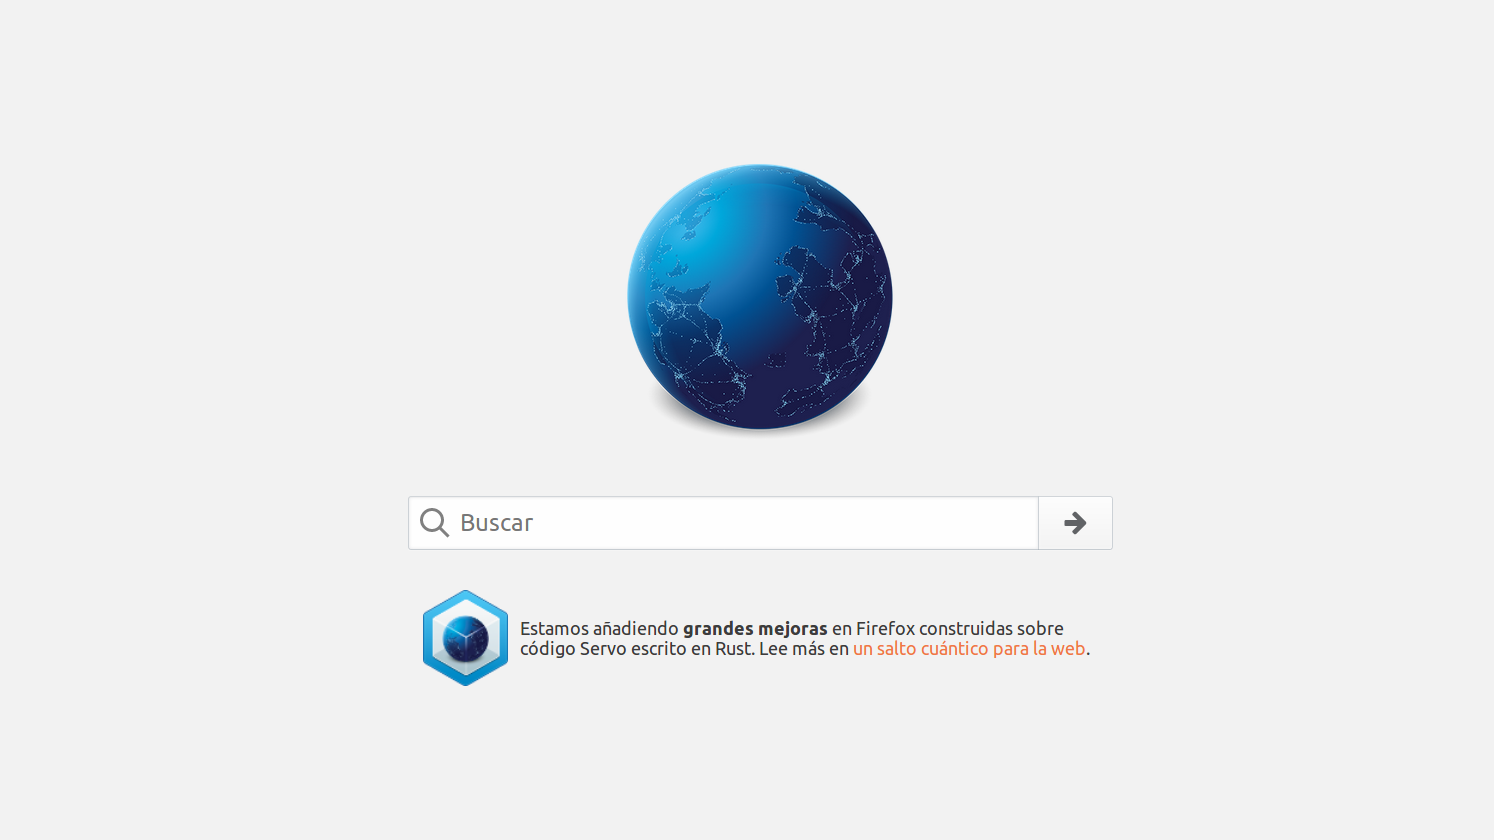 Buscar
Estamos añadiendo grandes mejoras en Firefox construidas sobre
código Servo escrito en Rust. Lee más en un salto cuántico para la web.